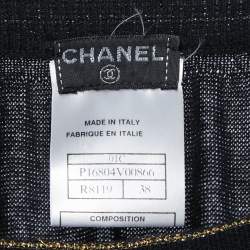 CHANEL
MADE IN ITALY
FABRIQUE EN ITALIE
01C
P16804V00866
R8119 38
COMPOSITION